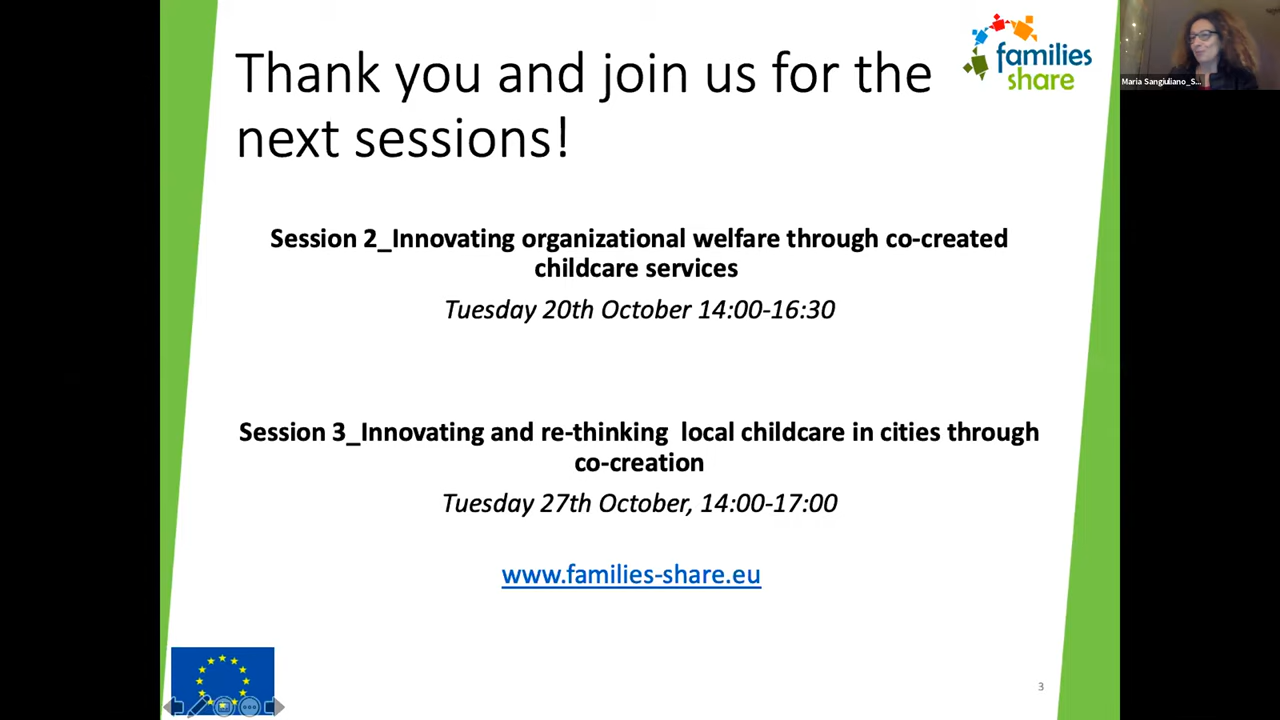 Thank you and join us for the
next sessions!
families
share
Maria Sangiuliano_S...
Session 2_Innovating organizational welfare through co-created
childcare services
Tuesday 20th October 14:00-16:30
Session 3_Innovating and re-thinking  local childcare in cities through
co-creation
Tuesday 27th October, 14:00-17:00
www.families-share.eu
3